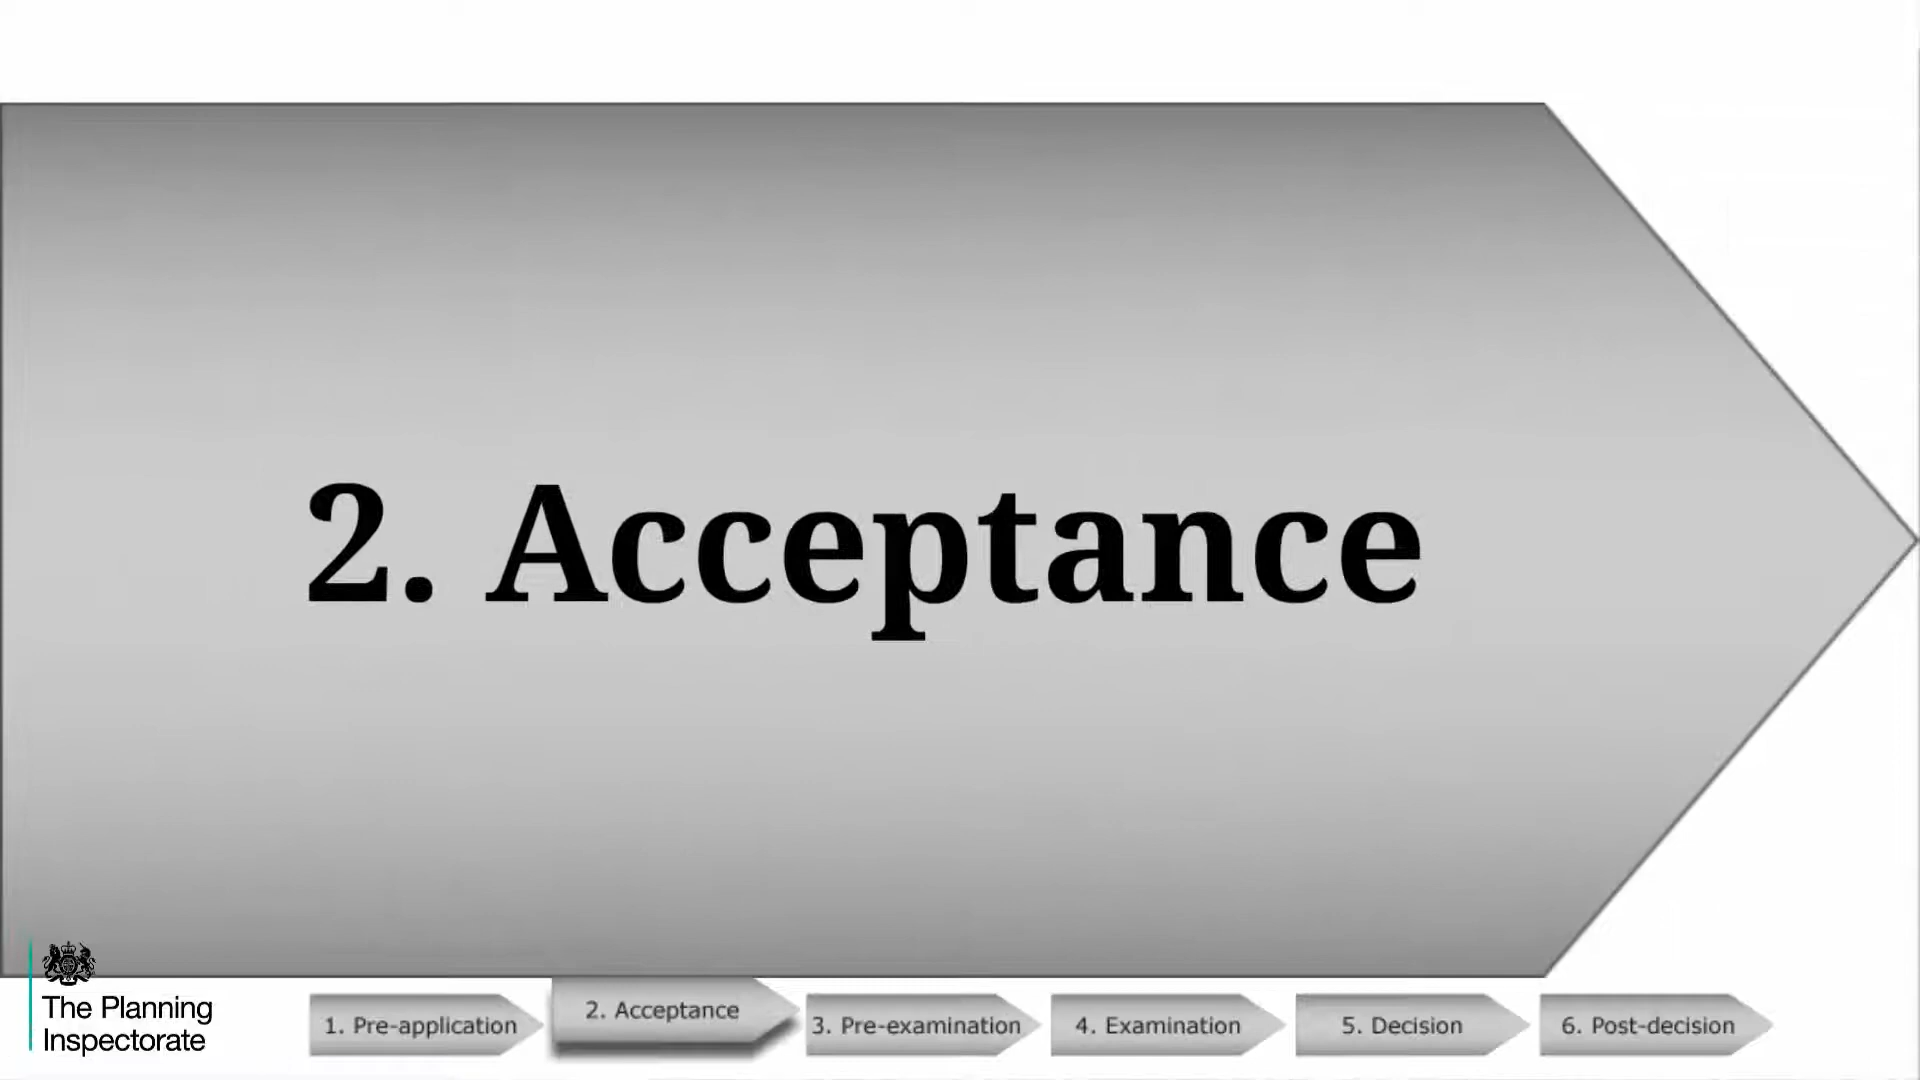 2. Acceptance
The Planning
Inspectorate
1. Pre-application
2. Acceptance
3. Pre-examination
4. Examination
5. Decision
6. Post-decision